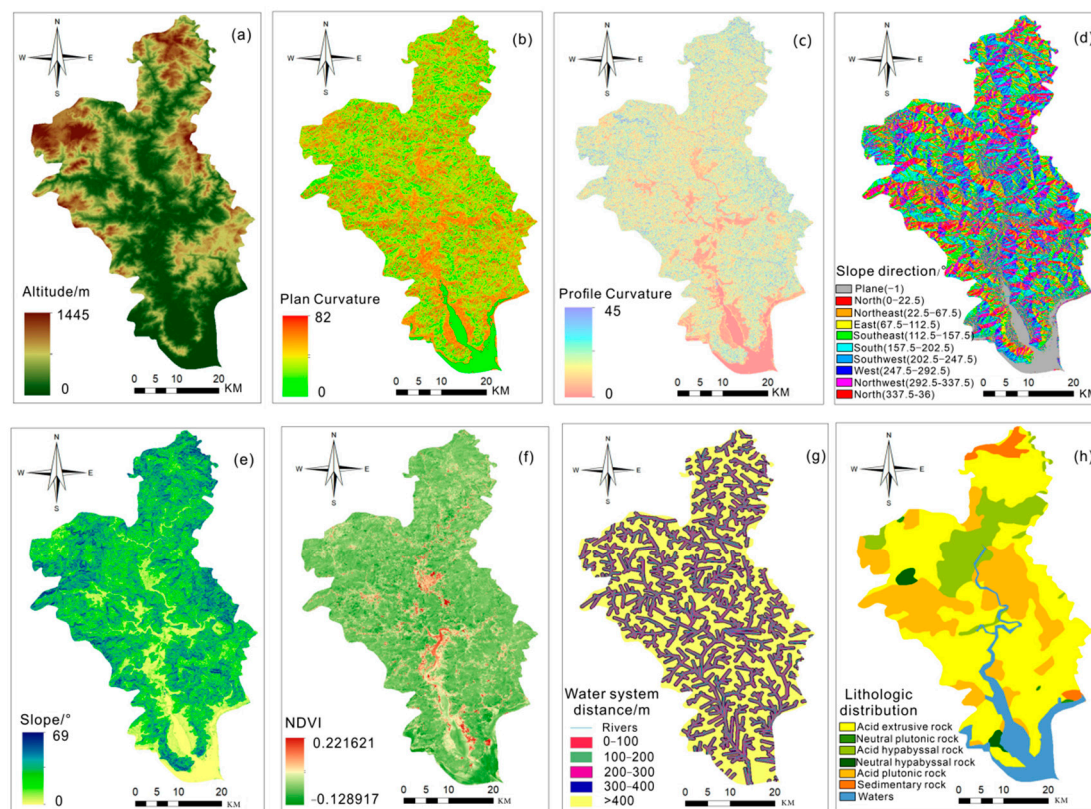 N
W E
S
(a)
Altitude/m
1445
0
0 5 10 20
KM
N
W E
S
(b)
Plan Curvature
82
0
0 5 10 20
KM
N
W E
S
(c)
Profile Curvature
45
0
0 5 10 20
KM
N
W E
S
(d)
Slope direction/°
Plane(−1)
North(0−22.5)
Northeast(22.5−67.5)
East(67.5−112.5)
Southeast(112.5−157.5)
South(157.5−202.5)
Southwest(202.5−247.5)
West(247.5−292.5)
Northwest(292.5−337.5)
North(337.5-36)
0 5 10 20
KM
N
W E
S
(e)
Slope/°
69
0
0 5 10 20
KM
N
W E
S
(f)
NDVI
0.221621
−0.128917
0 5 10 20
KM
N
W E
S
(g)
Water system
distance/m
Rivers
0−100
100−200
200−300
300−400
>400
0 5 10 20
KM
N
W E
S
(h)
Lithologic
distribution
Acid extrusive rock
Neutral plutonic rock
Acid hypabyssal rock
Neutral hypabyssal rock
Acid plutonic rock
Sedimentary rock
Waters
0 5 10 20
KM